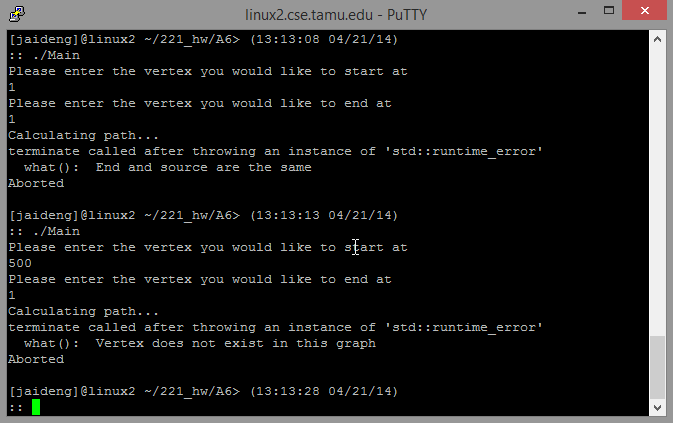 linux2.cse.tamu.edu - PuTTY
[jaideng]@linux2 ~/221_hw/A6> (13:13:08 04/21/14)
:: ./Main
Please enter the vertex you would like to start at
1
Please enter the vertex you would like to end at
1
Calculating path...
terminate called after throwing an instance of 'std::runtime_error'
  what():  End and source are the same
Aborted

[jaideng]@linux2 ~/221_hw/A6> (13:13:13 04/21/14)
:: ./Main
Please enter the vertex you would like to start at
500
Please enter the vertex you would like to end at
1
Calculating path...
terminate called after throwing an instance of 'std::runtime_error'
  what():  Vertex does not exist in this graph
Aborted

[jaideng]@linux2 ~/221_hw/A6> (13:13:28 04/21/14)
::